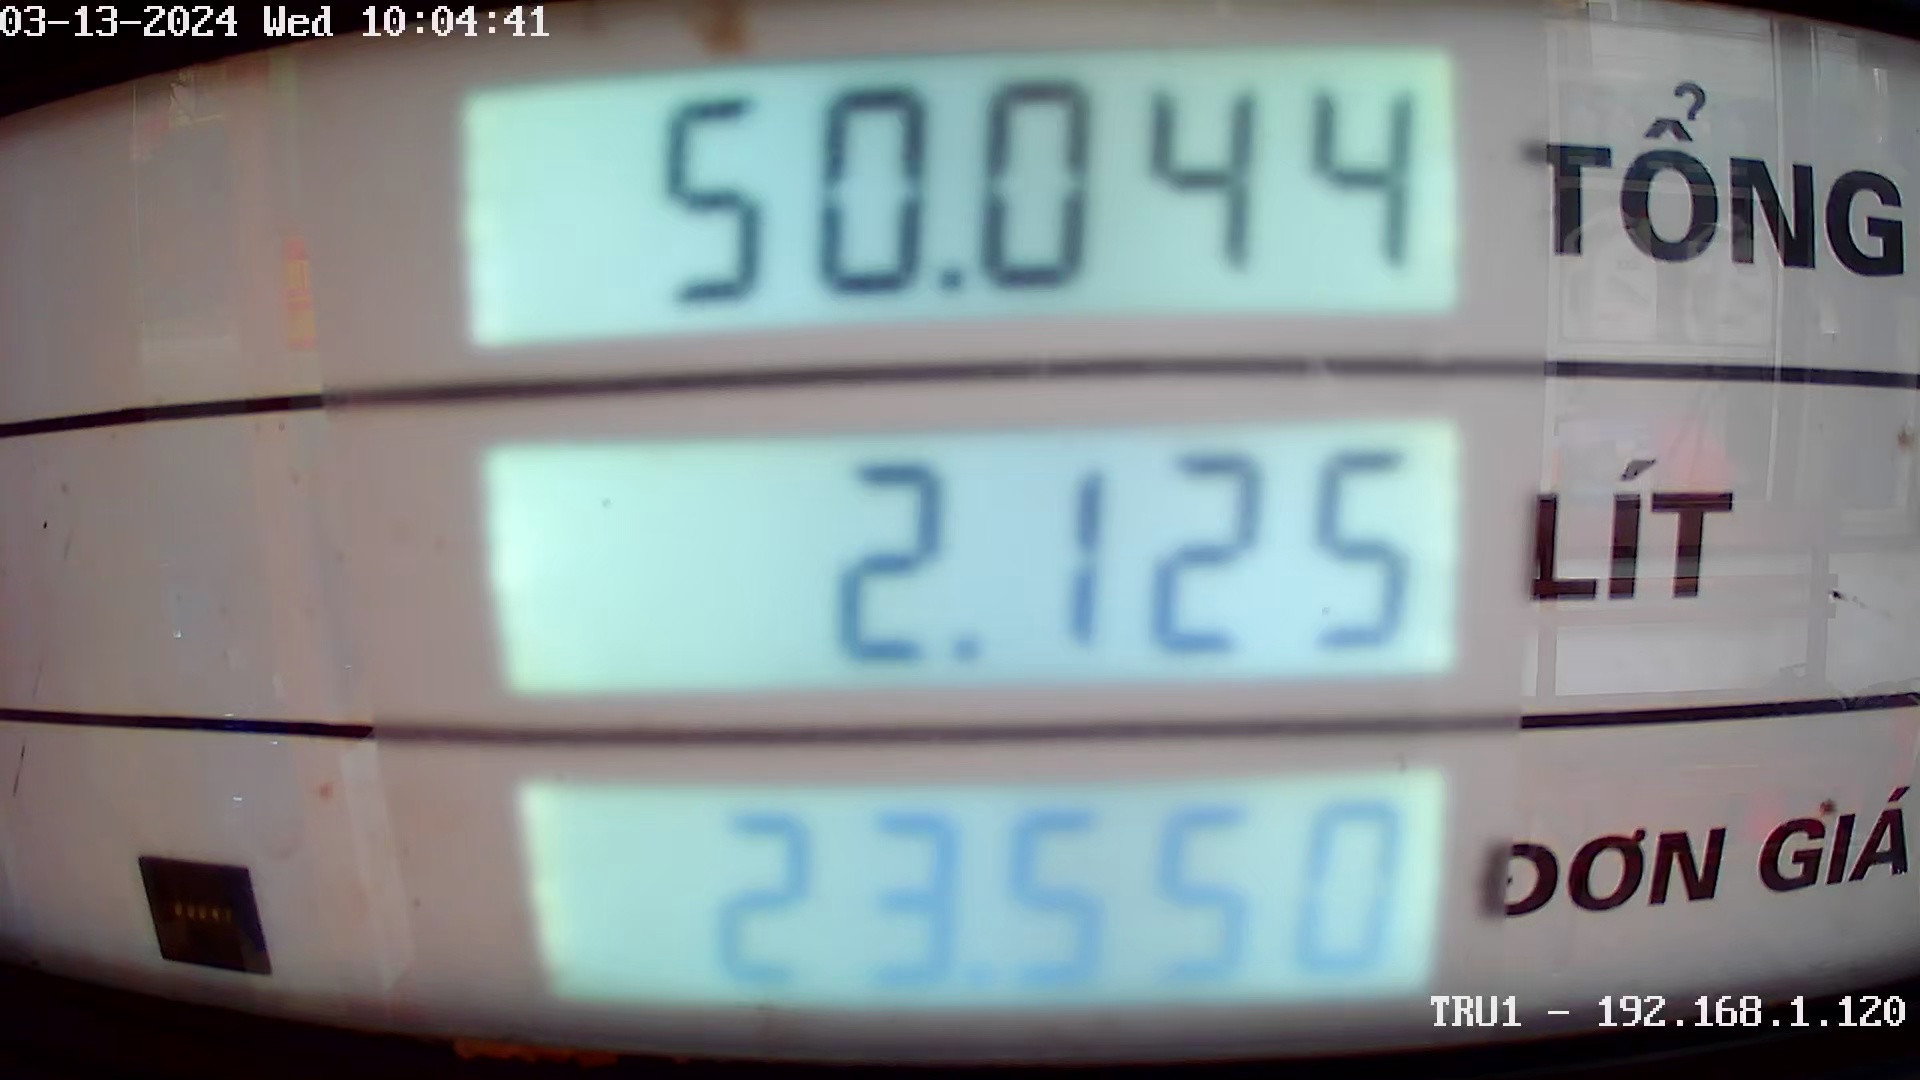 03-13-2024 Wed 10:04:41
50.044 TỔNG
2.125 LÍT
23.550 ĐƠN GIÁ
TRU1 - 192.168.1.120